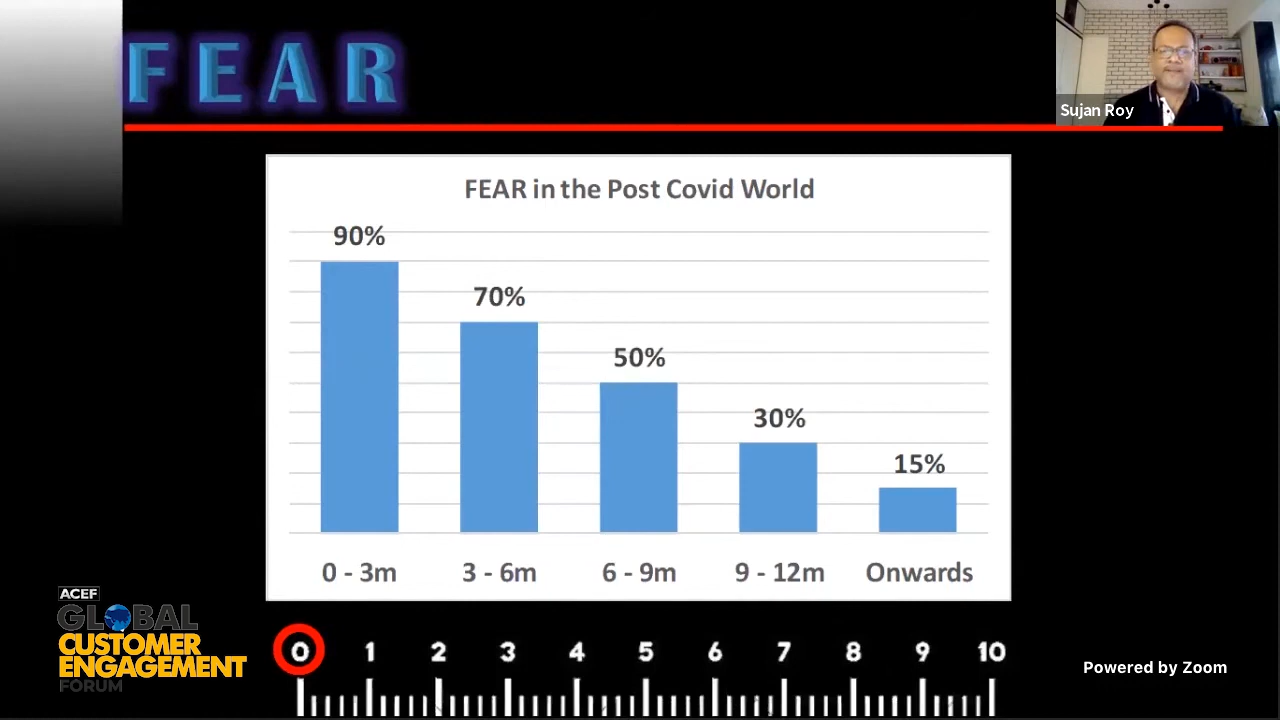 FEAR
Sujan Roy
FEAR in the Post Covid World
90%
70%
50%
30%
15%
0 - 3m 3 - 6m 6 - 9m 9 - 12m Onwards
ACEF
GLOBAL
CUSTOMER
ENGAGEMENT
FORUM
0 1 2 3 4 5 6 7 8 9 10
Powered by Zoom